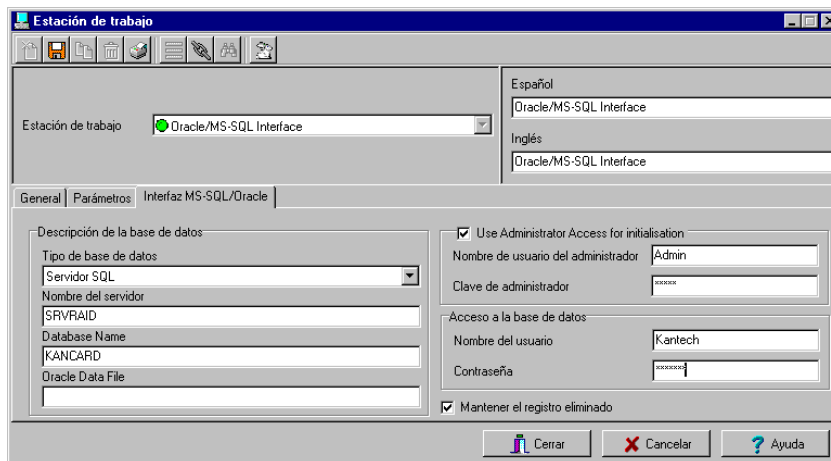 Estación de trabajo
Español
Oracle/MS-SQL Interface
Estación de trabajo
Oracle/MS-SQL Interface
Inglés
Oracle/MS-SQL Interface
General Parámetros Interfaz MS-SQL/Oracle
Descripción de la base de datos
Tipo de base de datos
Servidor SQL
Nombre del servidor
SRVRAID
Database Name
KANCARD
Oracle Data File
Use Administrator Access for initialisation
Nombre de usuario del administrador Admin
Clave de administrador *****
Acceso a la base de datos
Nombre del usuario Kantech
Contraseña *******
Mantener el registro eliminado
Cerrar Cancelar Ayuda